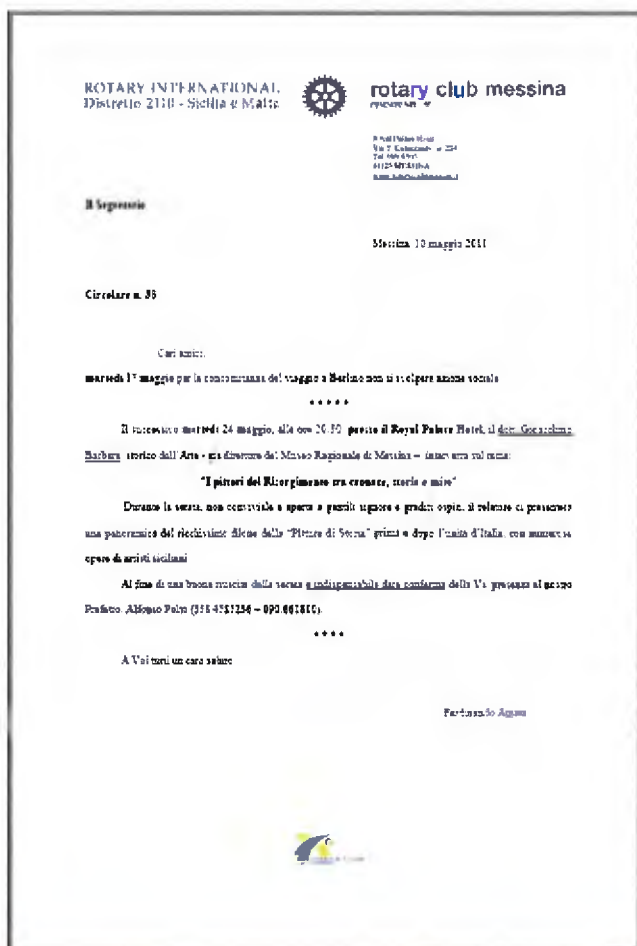 ROTARY INTERNATIONAL
Distretto 2110 - Sicilia e Malta
rotary club messina
Il Segretario
Messina, 10 maggio 2011
Circolare n.
Cari amici,
martedì 17 maggio per la concomitanza del viaggio a Berlino non si svolgerà azione sociale
* * * * *
Il successivo martedì 24 maggio, alle ore 20.30 presso il Royal Palace Hotel, il dott. Gioacchino
Barbera storico dell'Arte - già direttore del Museo Regionale di Messina – interverrà sul tema:
"I pittori del Risorgimento tra cronaca, storia e mito"
Durante la serata, non conviviale e aperta a gentili signore e graditi ospiti, il relatore ci presenterà
una panoramica del ricchissimo filone della "Pittura di Storia" prima e dopo l'unità d'Italia, con numerose
opere di artisti siciliani
Al fine di una buona riuscita della serata è indispensabile dare conferma della Vs. presenza al nostro
Prefetto, Alfonso Polto
* * * *
A Voi tutti un caro saluto
Ferdinando